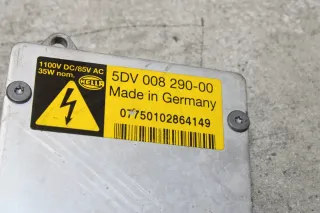 1100V DC/85V AC
35W nom.
HELLA
5DV 008 290-00
Made in Germany
07750102864149